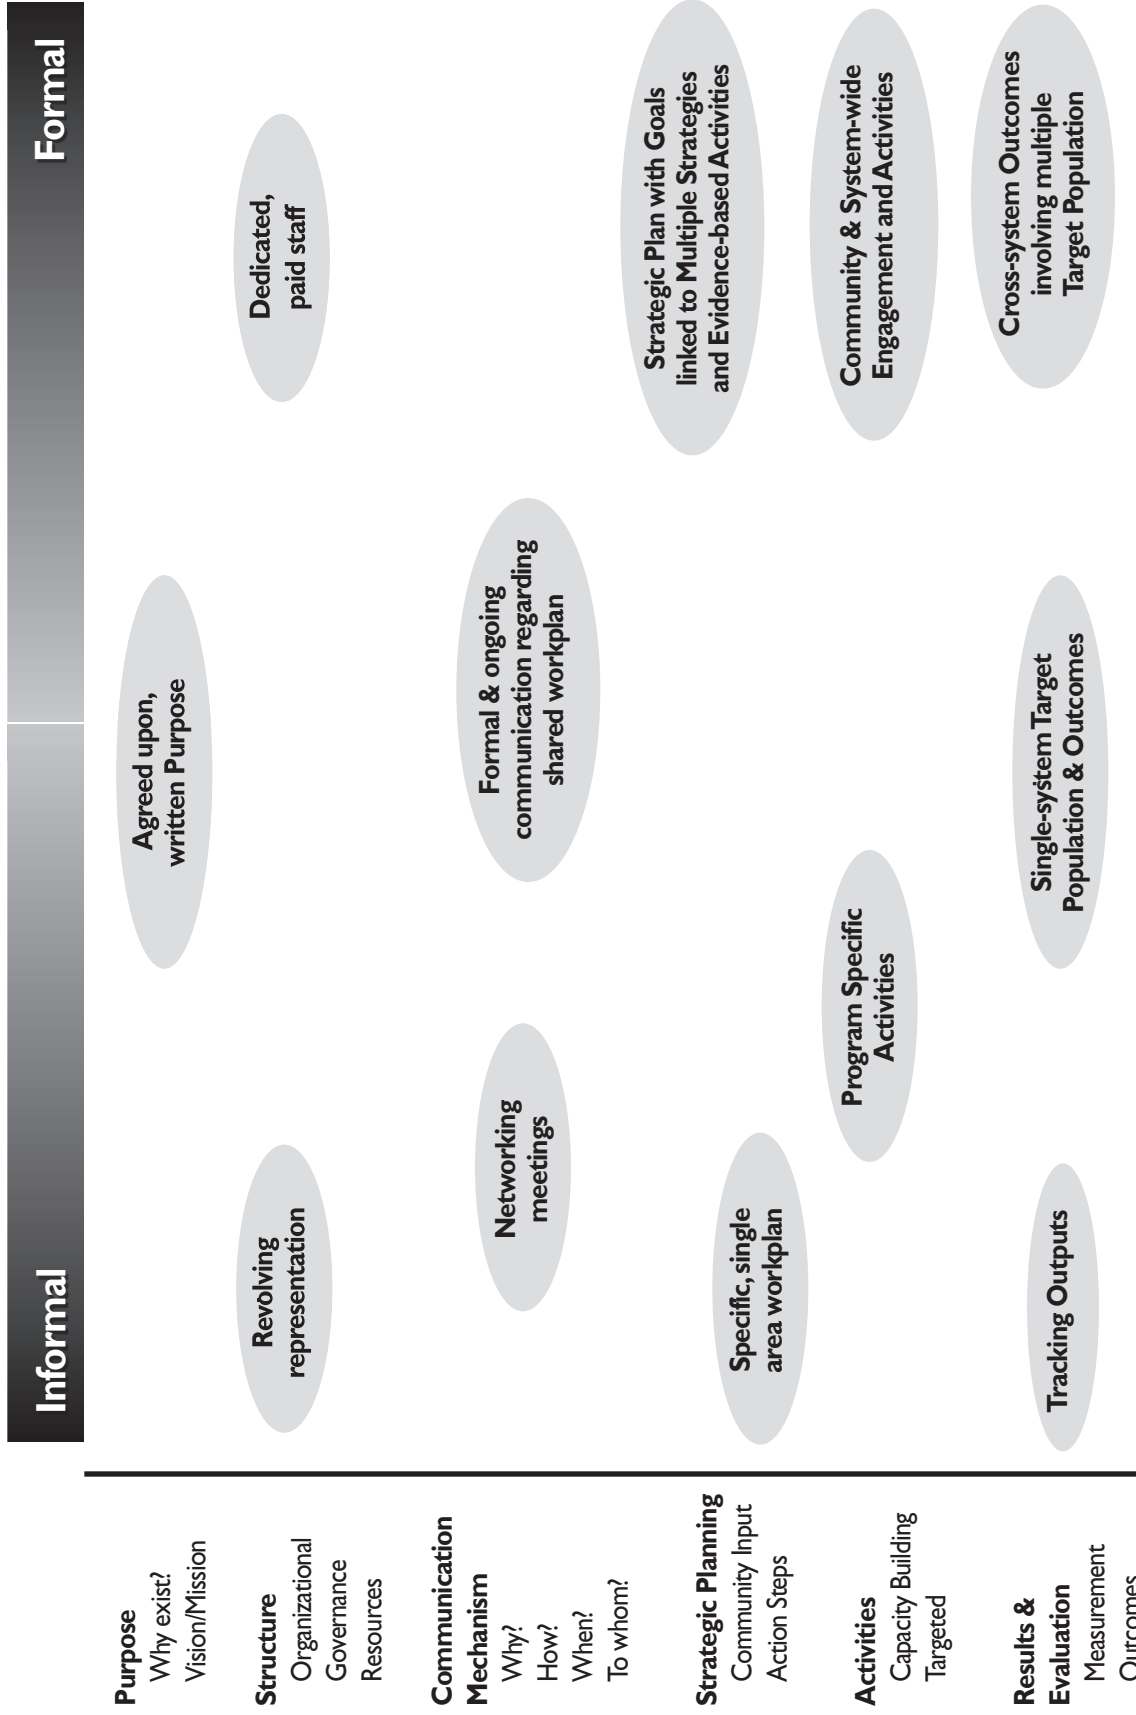 Informal
Formal
Purpose
Why exist?
Vision/Mission
Agreed upon,
written Purpose
Structure
Organizational
Governance
Resources
Revolving
representation
Dedicated,
paid staff
Communication
Mechanism
Why?
How?
When?
To whom?
Networking
meetings
Formal & ongoing
communication regarding
shared workplan
Strategic Planning
Community Input
Action Steps
Specific, single
area workplan
Strategic Plan with Goals
linked to Multiple Strategies
and Evidence-based Activities
Activities
Capacity Building
Targeted
Program Specific
Activities
Community & System-wide
Engagement and Activities
Results &
Evaluation
Measurement
Outcomes
Tracking Outputs
Single-system Target
Population & Outcomes
Cross-system Outcomes
involving multiple
Target Population